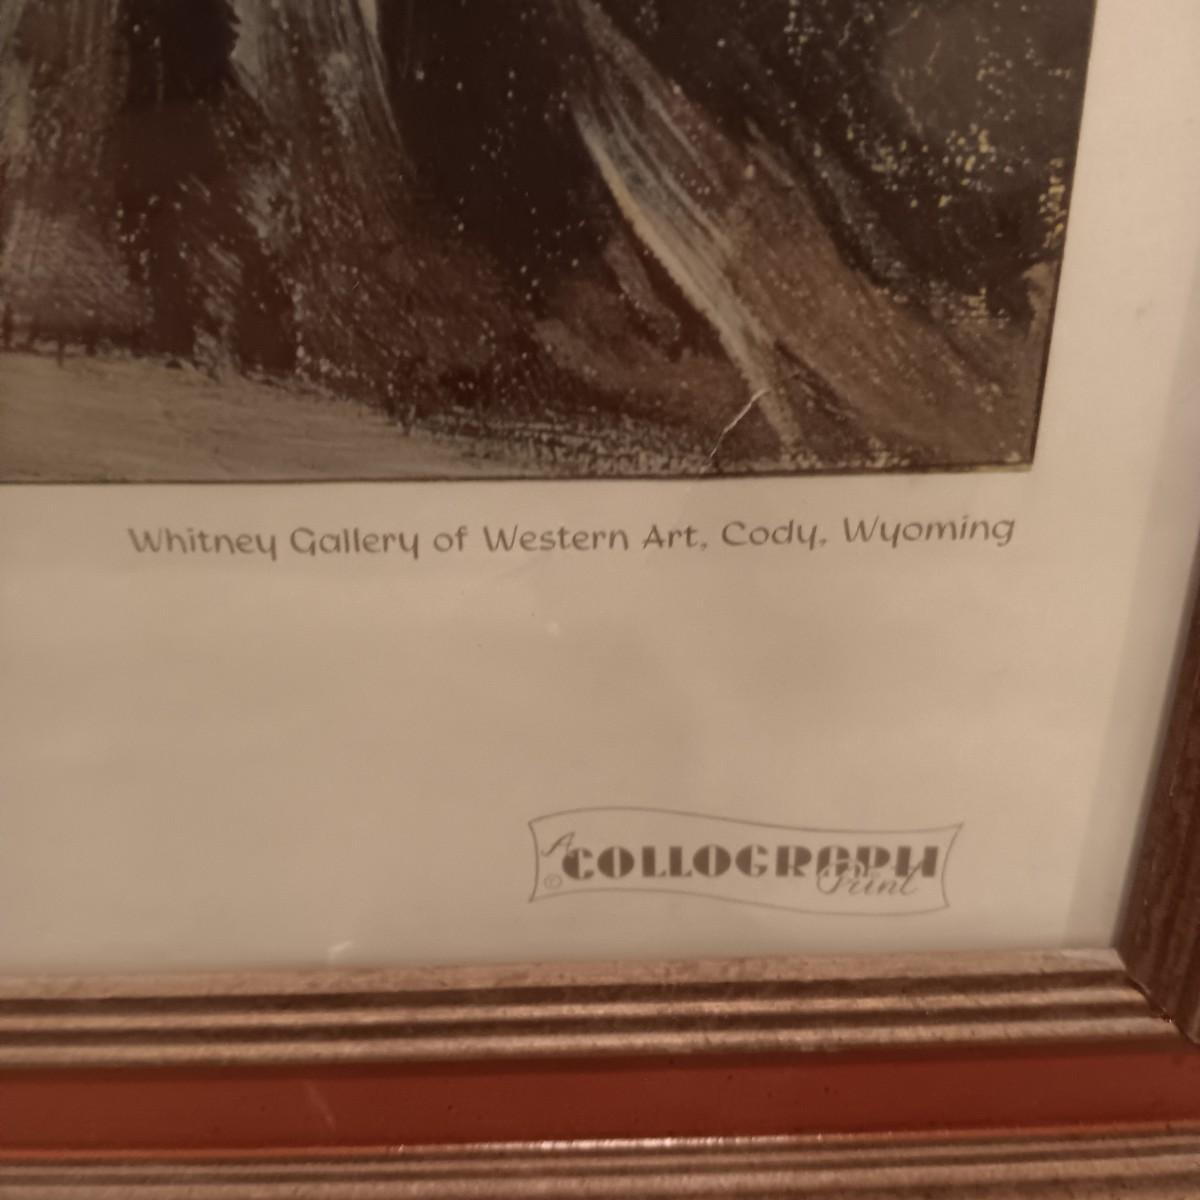 Whitney Gallery of Western Art, Cody, Wyoming
A COLLOGRAPH
© Print